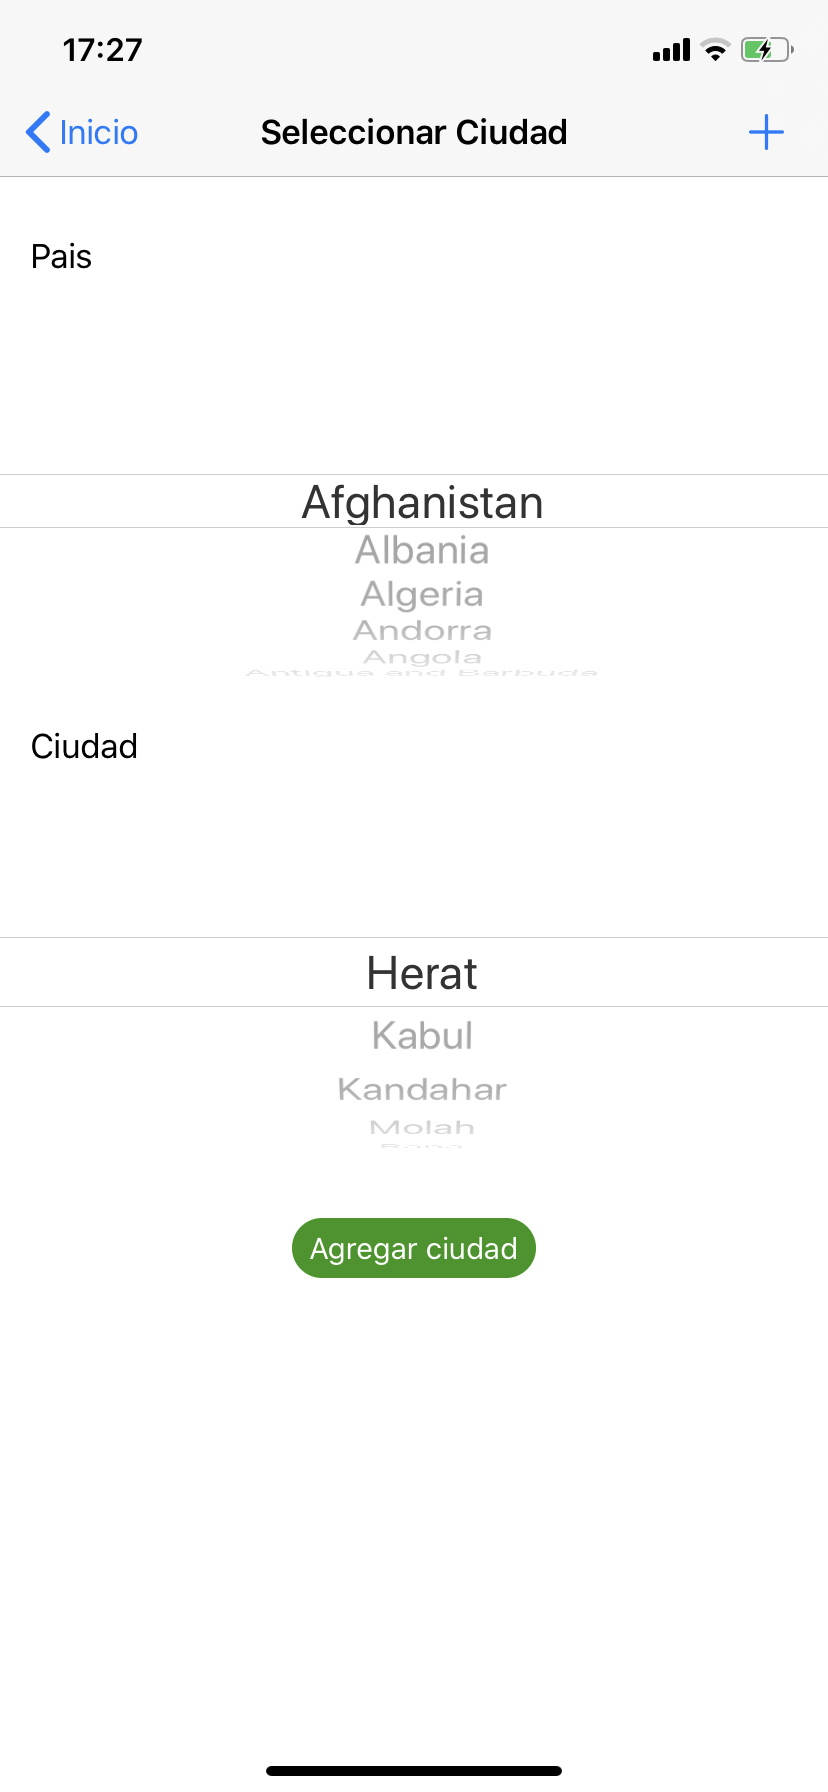 17:27
Inicio
Seleccionar Ciudad
Pais
Afghanistan
Albania
Algeria
Andorra
Angola
Antigua and Barbuda
Ciudad
Herat
Kabul
Kandahar
Molah
Agregar ciudad